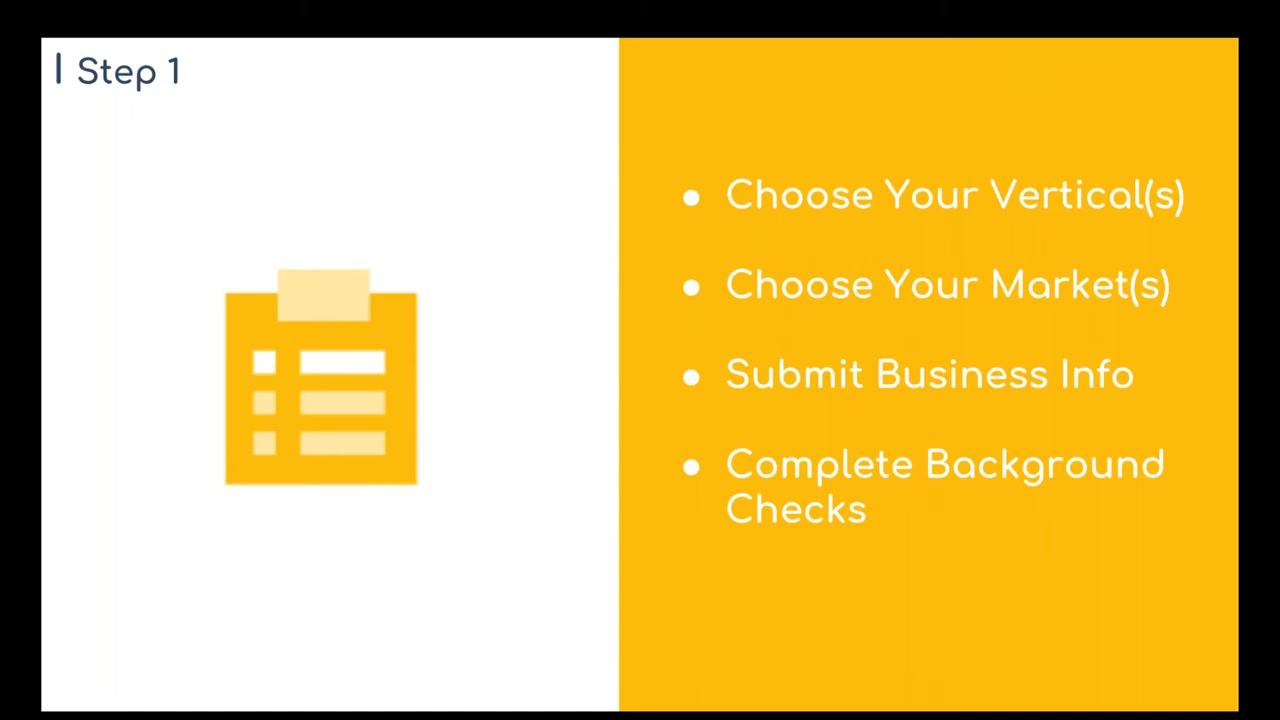 Step 1
● Choose Your Vertical(s)
● Choose Your Market(s)
● Submit Business Info
● Complete Background
Checks